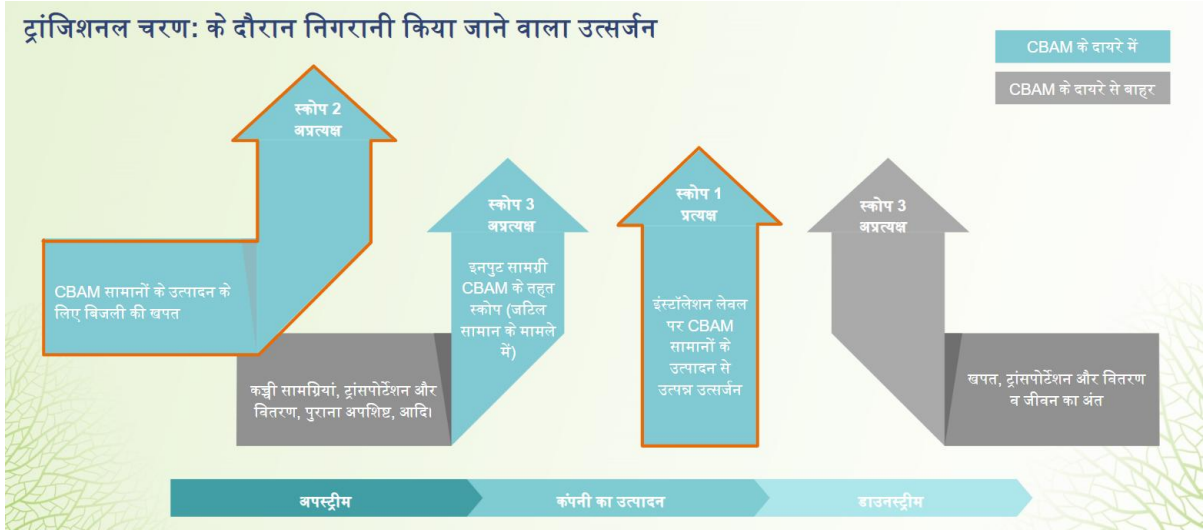 ट्रांजिशनल चरण: के दौरान निगरानी किया जाने वाला उत्सर्जन
CBAM के दायरे में
CBAM के दायरे से बाहर
स्कोप 2
अप्रत्यक्ष
CBAM सामानों के उत्पादन के
लिए बिजली की खपत
कच्ची सामग्रियां, ट्रांसपोर्टेशन और
वितरण, पुराना अपशिष्ट, आदि।
स्कोप 3
अप्रत्यक्ष
इनपुट सामग्री
CBAM के तहत
स्कोप (जटिल
सामान के मामले
में)
स्कोप 1
प्रत्यक्ष
इंस्टॉलेशन लेवल
पर CBAM
सामानों के
उत्पादन से
उत्पन्न उत्सर्जन
स्कोप 3
अप्रत्यक्ष
खपत, ट्रांसपोर्टेशन और वितरण
व जीवन का अंत
अपस्ट्रीम
कंपनी का उत्पादन
डाउनस्ट्रीम